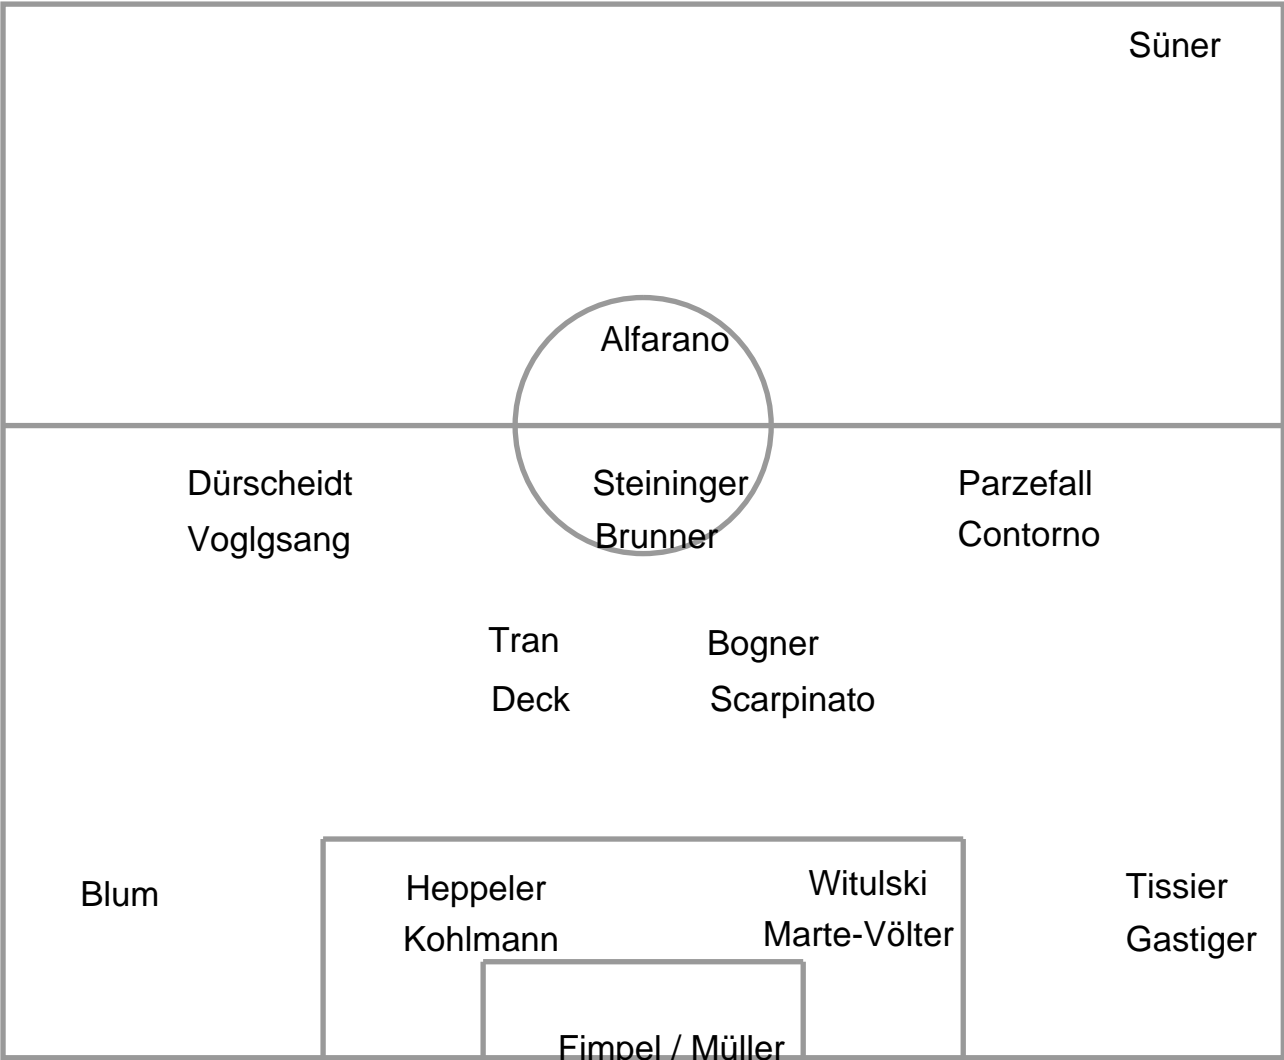 Süner
Alfarano
Dürscheidt
Steininger
Parzefall
Voglgsang
Brunner
Contorno
Tran
Bogner
Deck
Scarpinato
Blum
Heppeler
Witulski
Tissier
Kohlmann
Marte-Völter
Gastiger
Fimpel / Müller